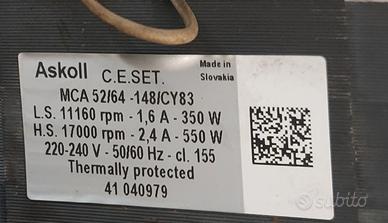 Askoll C.E.SET.
Made in
Slovakia
MCA 52/64 -148/CY83
L.S. 11160 rpm - 1,6 A - 350 W
H.S. 17000 rpm - 2,4 A - 550 W
220-240 V - 50/60 Hz - cl. 155
Thermally protected
41 040979
subito